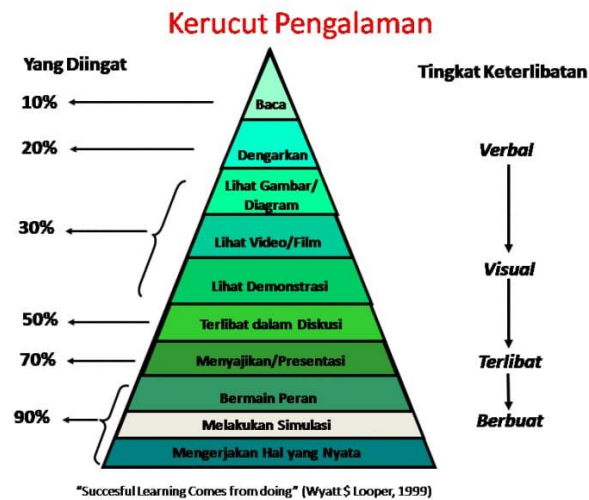 Kerucut Pengalaman
Yang Diingat
Tingkat Keterlibatan
10%
Baca
20%
Dengarkan
Verbal
Lihat Gambar/
Diagram
30%
Lihat Video/Film
Visual
Lihat Demonstrasi
50%
Terlibat dalam Diskusi
70%
Menyajikan/Presentasi
Terlibat
Bermain Peran
90%
Melakukan Simulasi
Berbuat
Mengerjakan Hal yang Nyata
"Succesful Learning Comes from doing" (Wyatt $ Looper, 1999)